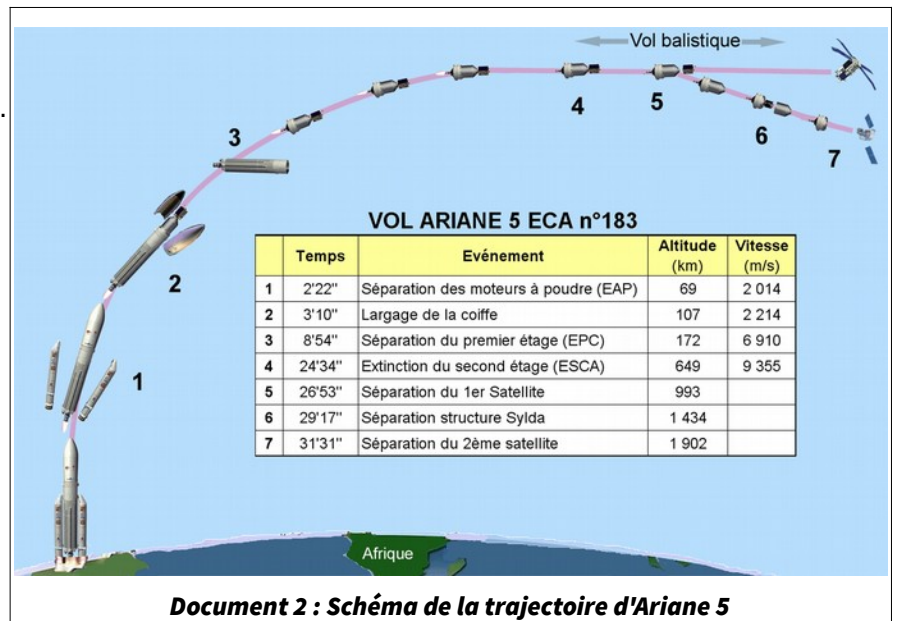 .
Vol balistique
4
5
6
7
3
2
1
VOL ARIANE 5 ECA n°183
Temps Evénement Altitude (km) Vitesse (m/s)
1 2'22" Séparation des moteurs à poudre (EAP) 69 2 014
2 3'10" Largage de la coiffe 107 2 214
3 8'54" Séparation du premier étage (EPC) 172 6 910
4 24'34" Extinction du second étage (ESCA) 649 9 355
5 26'53" Séparation du 1er Satellite 993
6 29'17" Séparation structure Sylda 1 434
7 31'31" Séparation du 2ème satellite 1 902
Afrique
Document 2 : Schéma de la trajectoire d'Ariane 5